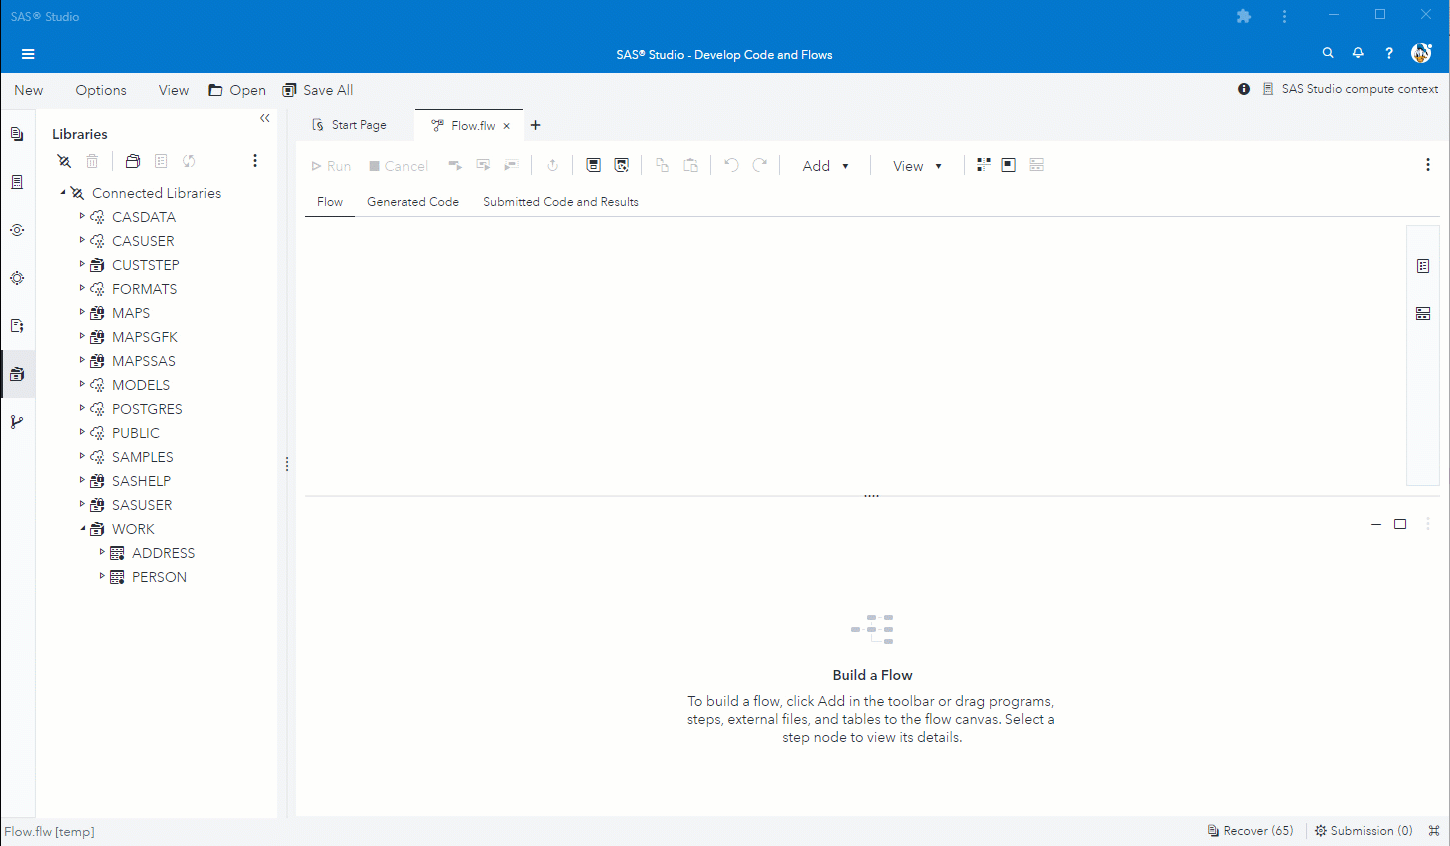 SAS® Studio
SAS® Studio - Develop Code and Flows
New Options View Open Save All
SAS Studio compute context
Libraries
Start Page
Flow.flw
Run Cancel Add View
Flow Generated Code Submitted Code and Results
Connected Libraries
CASDATA
CASUSER
CUSTSTEP
FORMATS
MAPS
MAPSGFK
MAPSSAS
MODELS
POSTGRES
PUBLIC
SAMPLES
SASHELP
SASUSER
WORK
ADDRESS
PERSON
Build a Flow
To build a flow, click Add in the toolbar or drag programs,
steps, external files, and tables to the flow canvas. Select a
step node to view its details.
Flow.flw [temp]
Recover (65) Submission (0)